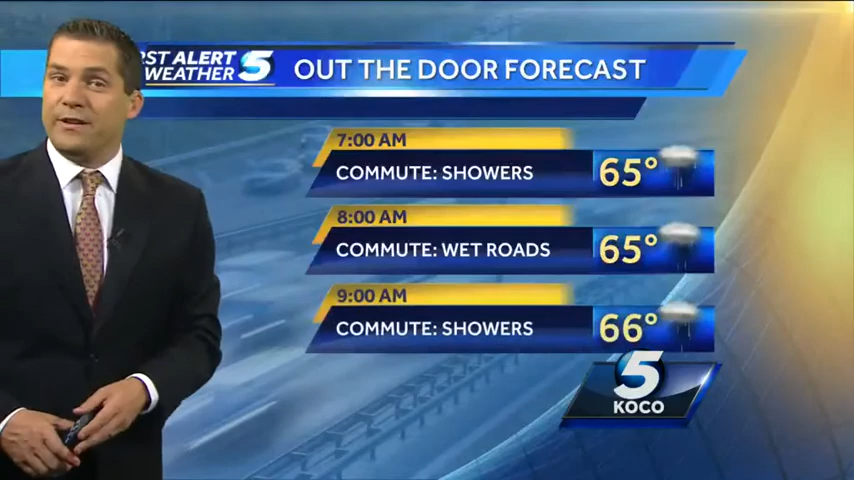 RST ALERT
WEATHER 5
OUT THE DOOR FORECAST
7:00 AM
COMMUTE: SHOWERS 65°
8:00 AM
COMMUTE: WET ROADS 65°
9:00 AM
COMMUTE: SHOWERS 66°
5
KOCO